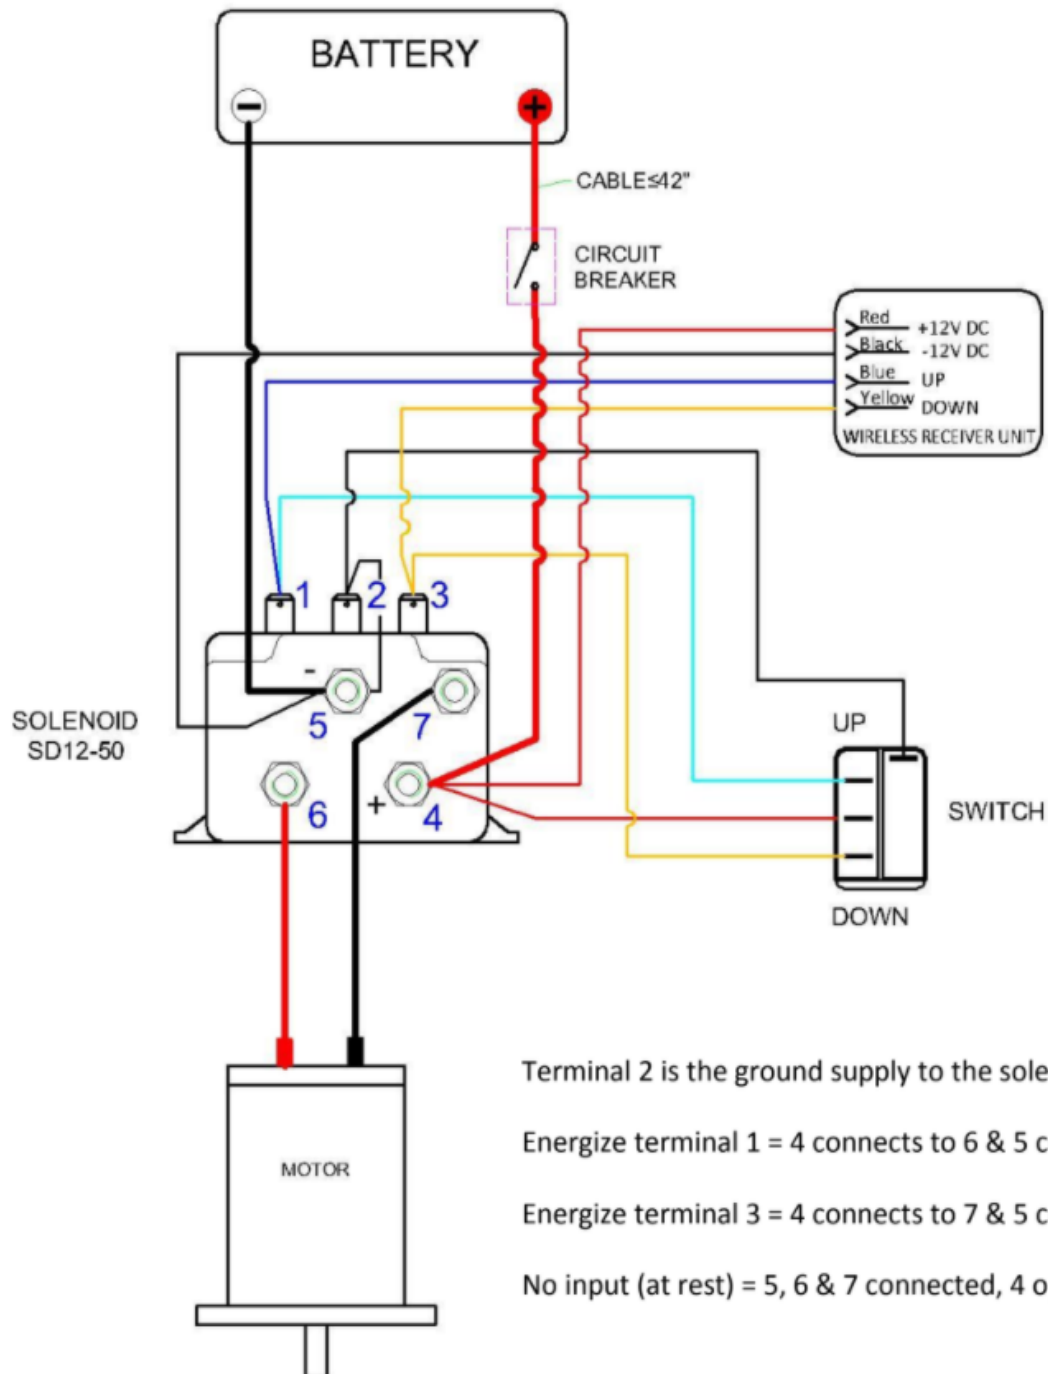 BATTERY
−
+
CABLE≤42"
CIRCUIT
BREAKER
Red +12V DC
Black -12V DC
Blue UP
Yellow DOWN
WIRELESS RECEIVER UNIT
1
2
3
-
5
7
SOLENOID
SD12-50
6
+
4
UP
SWITCH
DOWN
MOTOR
Terminal 2 is the ground supply to the sole
Energize terminal 1 = 4 connects to 6 & 5 c
Energize terminal 3 = 4 connects to 7 & 5 c
No input (at rest) = 5, 6 & 7 connected, 4 o